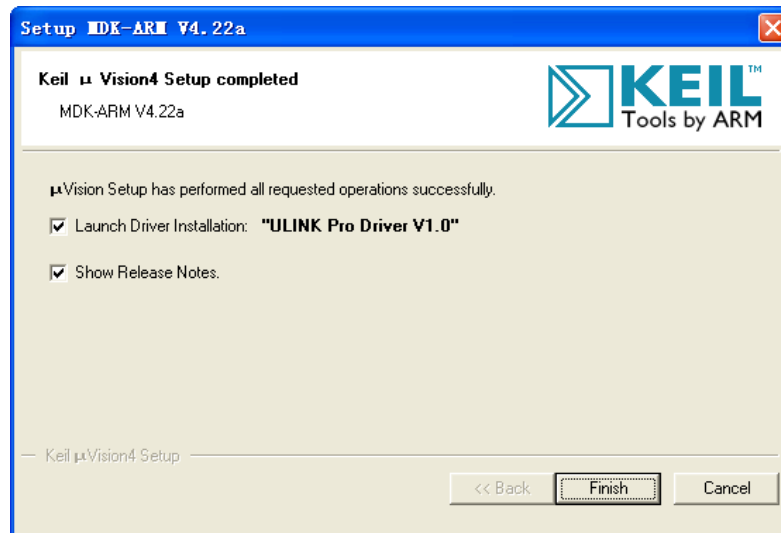 Setup MDK-ARM V4.22a
Keil μ Vision4 Setup completed
MDK-ARM V4.22a
KEIL™
Tools by ARM
μVision Setup has performed all requested operations successfully.
Launch Driver Installation: "ULINK Pro Driver V1.0"
Show Release Notes.
Keil μVision4 Setup
<< Back Finish Cancel